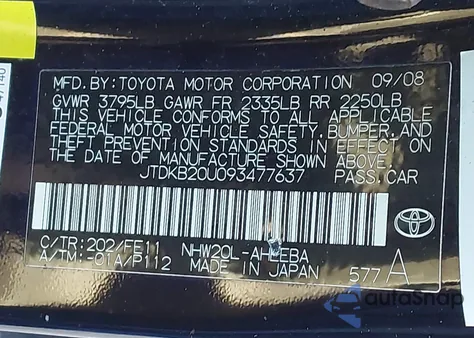 MFD.BY:TOYOTA MOTOR CORPORATION 09/08
GVWR 3795LB GAWR FR 2335LB RR 2250LB
THIS VEHICLE CONFORMS TO ALL APPLICABLE
FEDERAL MOTOR VEHICLE SAFETY,BUMPER,AND
THEFT PREVENTION STANDARDS IN EFFECT ON
THE DATE OF MANUFACTURE SHOWN ABOVE.
JTDKB20U093477637 PASS.CAR
C/TR:202/FE11 NHW20L-AHEEBA
A/TM:-01A/P112 MADE IN JAPAN 577 A
autoSnap